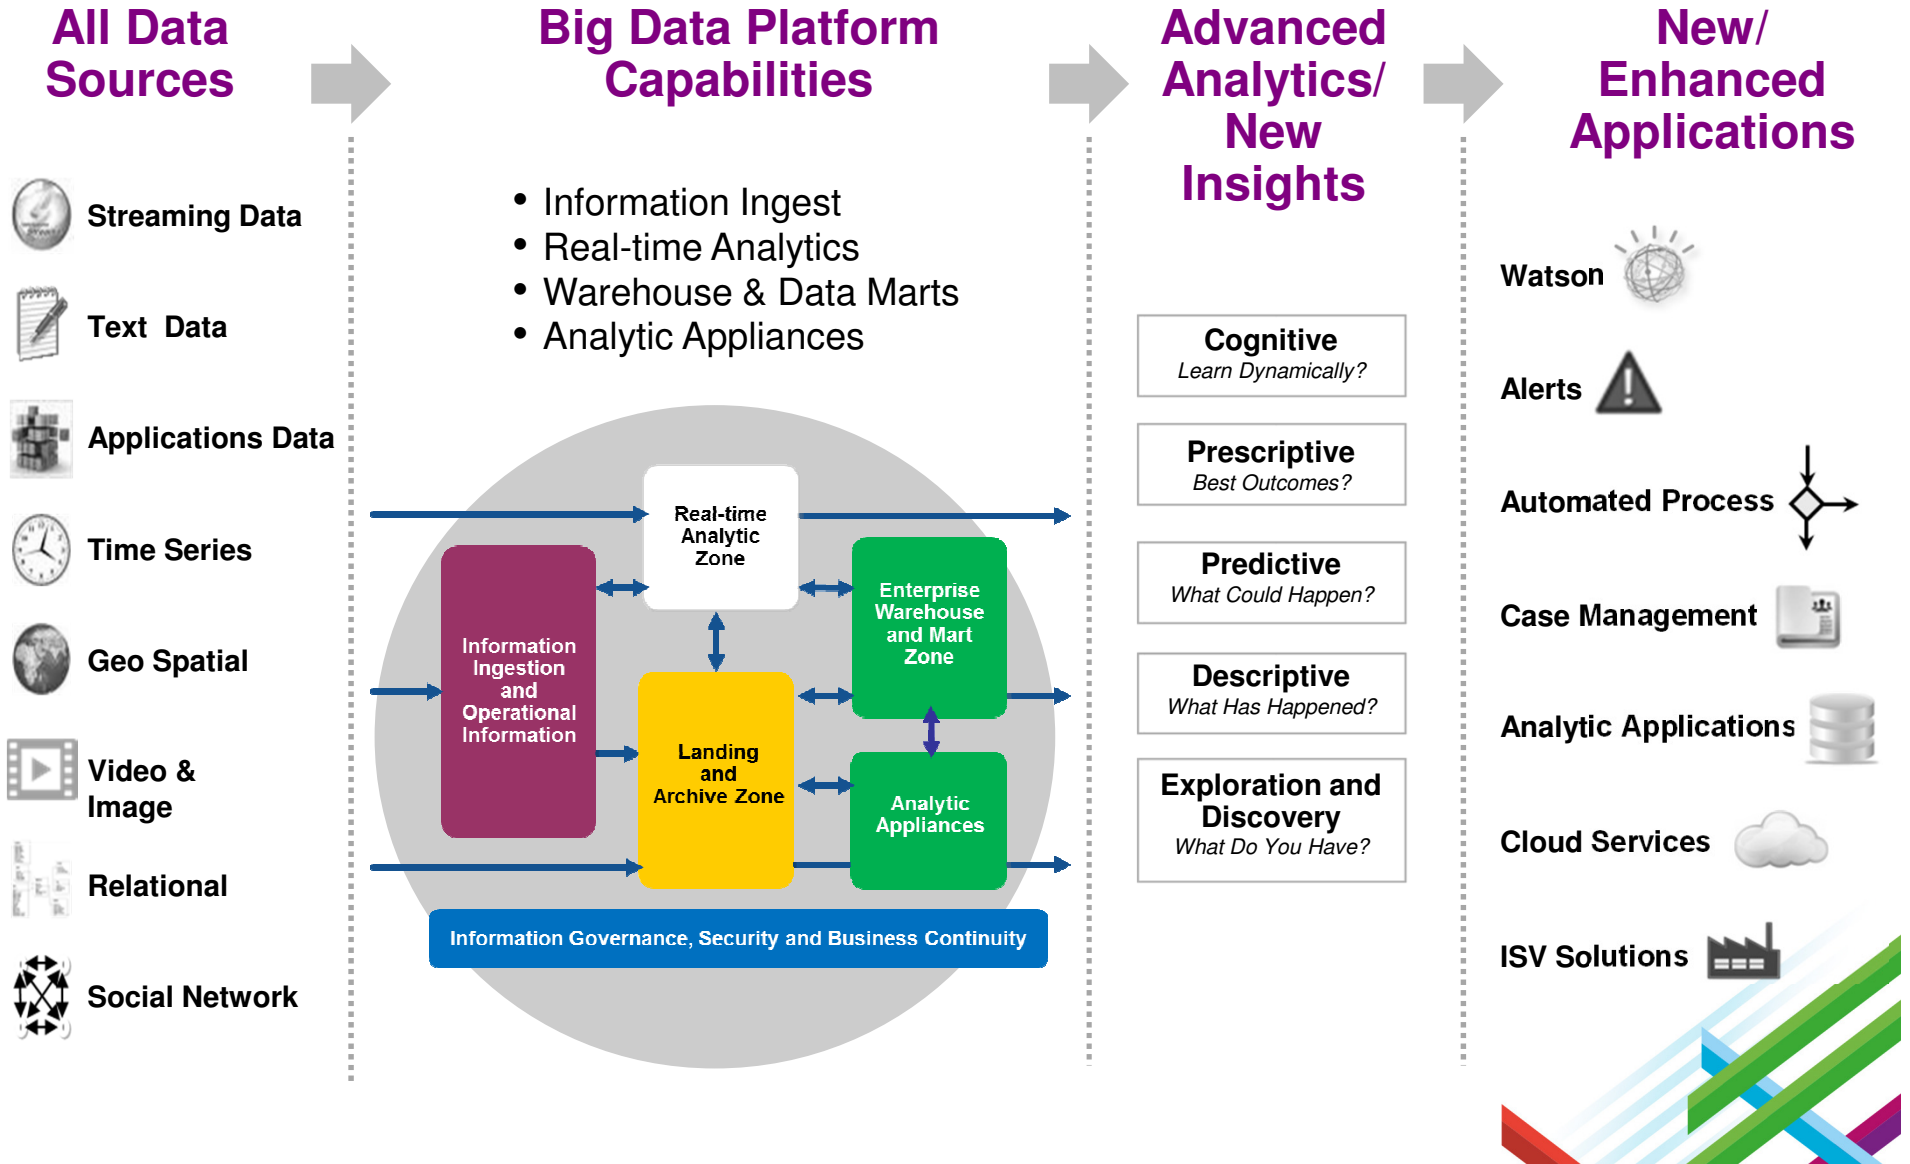 All Data
Sources
Big Data Platform
Capabilities
Advanced
Analytics/
New
Insights
New/
Enhanced
Applications
Streaming Data
Text Data
Applications Data
Time Series
Geo Spatial
Video &
Image
Relational
Social Network
• Information Ingest
• Real-time Analytics
• Warehouse & Data Marts
• Analytic Appliances
Real-time
Analytic
Zone
Information
Ingestion
and
Operational
Information
Enterprise
Warehouse
and Mart
Zone
Landing
and
Archive Zone
Analytic
Appliances
Information Governance, Security and Business Continuity
Cognitive
Learn Dynamically?
Prescriptive
Best Outcomes?
Predictive
What Could Happen?
Descriptive
What Has Happened?
Exploration and
Discovery
What Do You Have?
Watson
Alerts
Automated Process
Case Management
Analytic Applications
Cloud Services
ISV Solutions